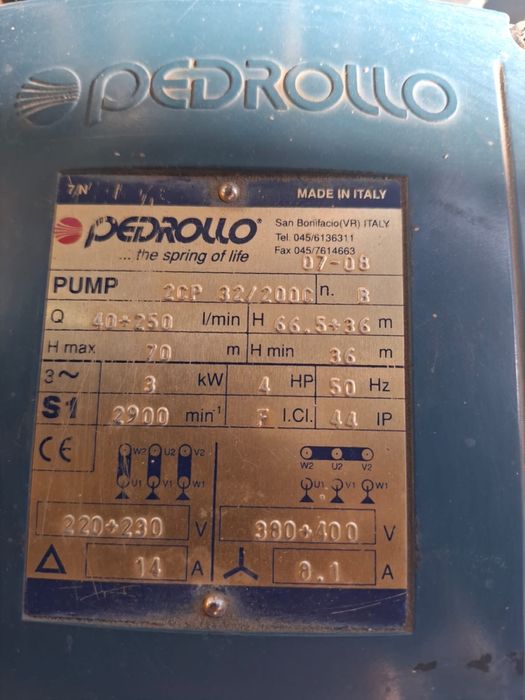 PEDROLLO
7/N MADE IN ITALY
PEDROLLO® San Bonifacio(VR) ITALY
Tel. 045/6136311
... the spring of life Fax 045/7614663
07-08
PUMP 2CP 32/200C n. B
Q 40÷250 l/min H 66.5÷36 m
H max 70 m H min 36 m
3~ 3 kW 4 HP 50 Hz
S1 2900 min⁻¹ F I.Cl. 44 IP
CE W2 U2 V2 W2 U2 V2
U1 V1 W1 U1 V1 W1
220÷230 V 380÷400 V
14 A 8.1 A